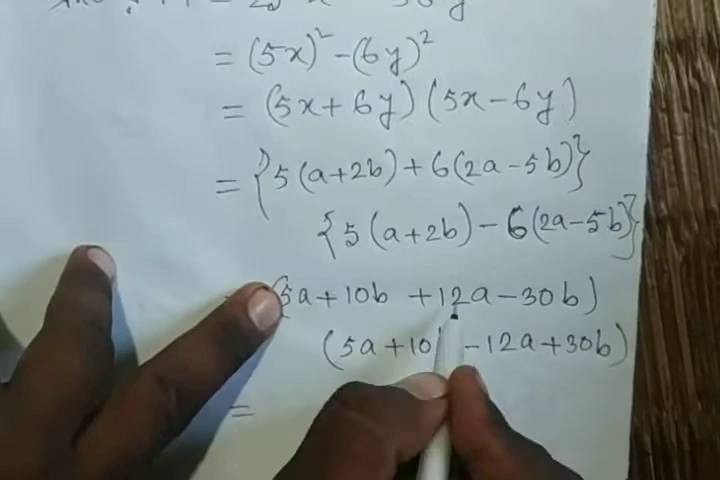 = (5x)² - (6y)²
= (5x + 6y) (5x - 6y)
= {5(a+2b) + 6(2a-5b)}
{5(a+2b) - 6(2a-5b)}
(5a + 10b + 12a - 30b)
(5a + 10 - 12a + 30b)
=